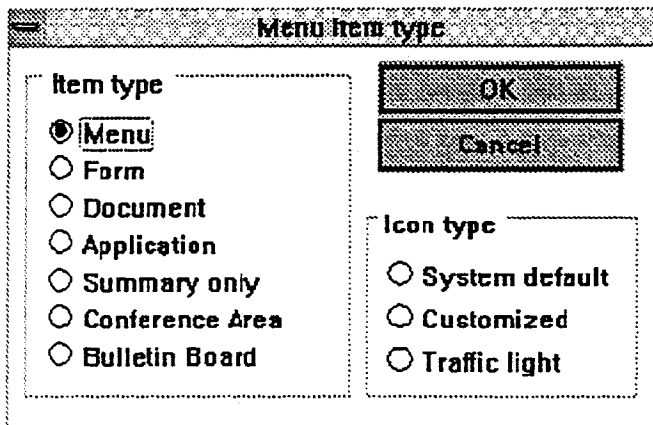 Menu Item type
Item type
Menu
Form
Document
Application
Summary only
Conference Area
Bulletin Board
OK
Cancel
Icon type
System default
Customized
Traffic light